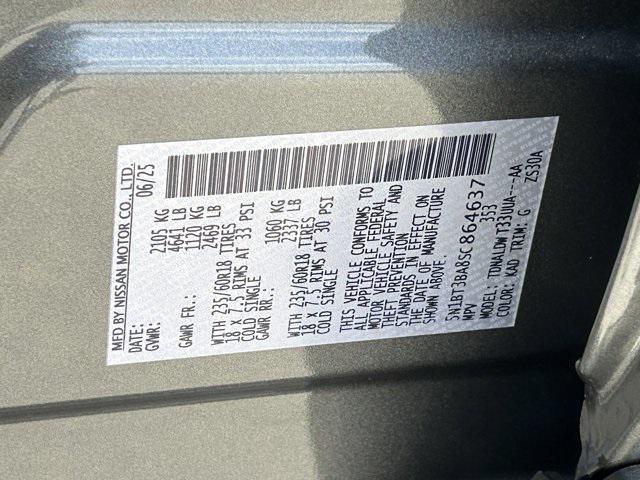 MFD BY NISSAN MOTOR CO., LTD.
DATE: 06/25
GVWR: 2105 KG
4641 LB
GAWR FR.: 1120 KG
2469 LB
WITH 235/60R18 TIRES
18 X 7.5 RIMS AT 33 PSI
COLD SINGLE
GAWR RR.: 1060 KG
2337 LB
WITH 235/60R18 TIRES
18 X 7.5 RIMS AT 30 PSI
COLD SINGLE
THIS VEHICLE CONFORMS TO
ALL APPLICABLE FEDERAL
MOTOR VEHICLE SAFETY AND
THEFT PREVENTION
STANDARDS IN EFFECT ON
THE DATE OF MANUFACTURE
5N1BT3BA8SC864637
MPV 353
MODEL: TDNALDWT33UUA----AA
COLOR: KAD TRIM: G ZS30A